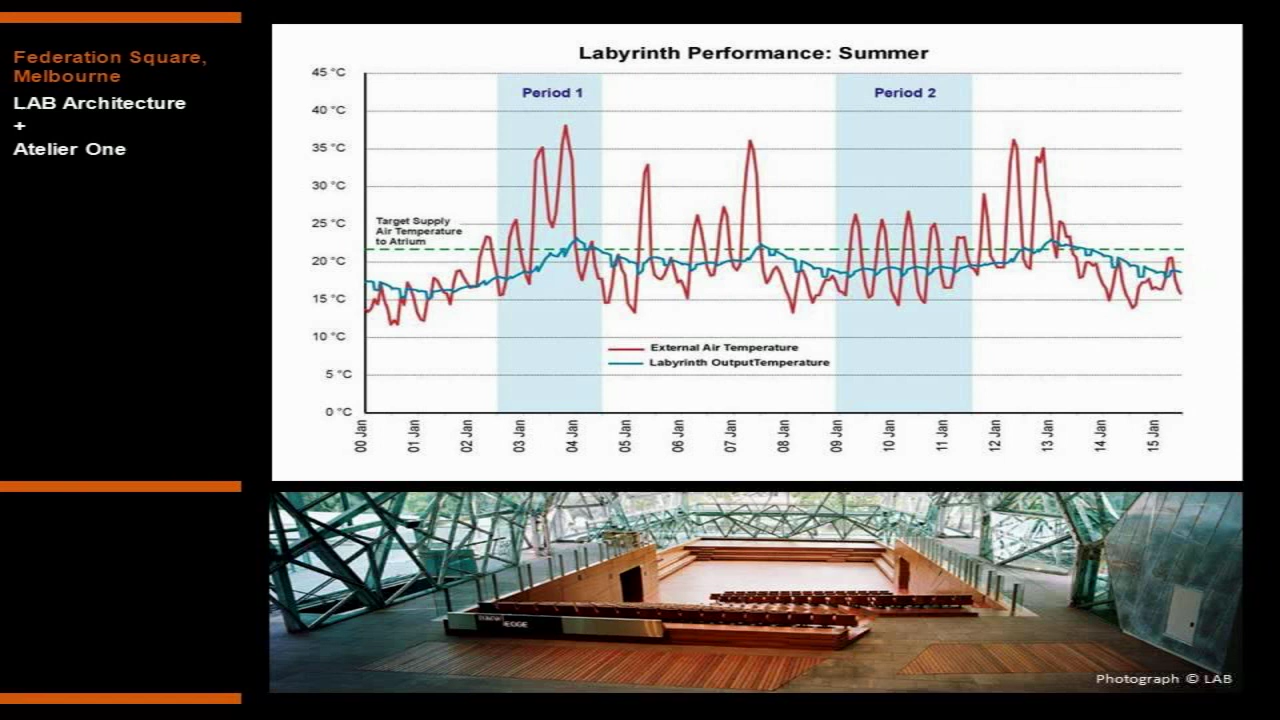 Federation Square,
Melbourne
LAB Architecture
+
Atelier One
Labyrinth Performance: Summer
45 °C
40 °C
35 °C
30 °C
25 °C
20 °C
15 °C
10 °C
5 °C
0 °C
Period 1
Period 2
Target Supply
Air Temperature
to Atrium
External Air Temperature
Labyrinth OutputTemperature
00 Jan
01 Jan
02 Jan
03 Jan
04 Jan
05 Jan
06 Jan
07 Jan
08 Jan
09 Jan
10 Jan
11 Jan
12 Jan
13 Jan
14 Jan
15 Jan
EDGE
Photograph © LAB